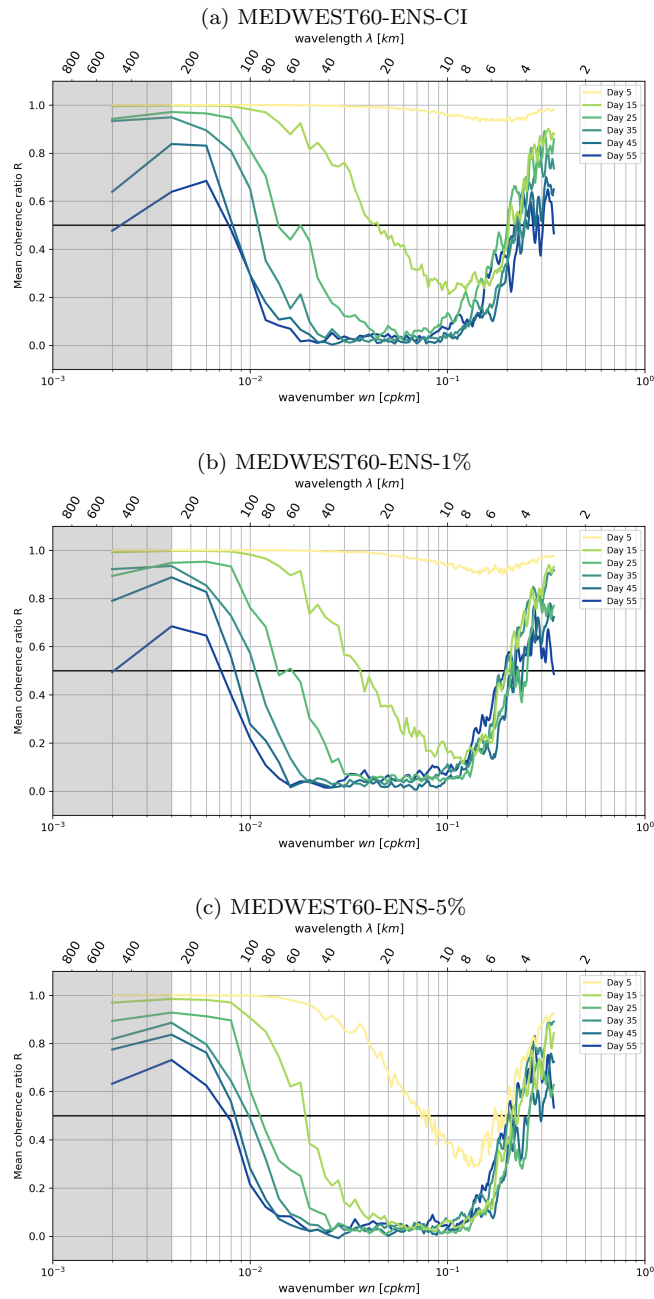 (a) MEDWEST60-ENS-CI
wavelength λ [km]
800 600 400 200 100 80 60 40 20 10 8 6 4 2
Mean coherence ratio R
1.0
0.8
0.6
0.4
0.2
0.0
Day 5
Day 15
Day 25
Day 35
Day 45
Day 55
10⁻³ 10⁻² 10⁻¹ 10⁰
wavenumber wn [cpkm]
(b) MEDWEST60-ENS-1%
wavelength λ [km]
800 600 400 200 100 80 60 40 20 10 8 6 4 2
Mean coherence ratio R
1.0
0.8
0.6
0.4
0.2
0.0
Day 5
Day 15
Day 25
Day 35
Day 45
Day 55
10⁻³ 10⁻² 10⁻¹ 10⁰
wavenumber wn [cpkm]
(c) MEDWEST60-ENS-5%
wavelength λ [km]
800 600 400 200 100 80 60 40 20 10 8 6 4 2
Mean coherence ratio R
1.0
0.8
0.6
0.4
0.2
0.0
Day 5
Day 15
Day 25
Day 35
Day 45
Day 55
10⁻³ 10⁻² 10⁻¹ 10⁰
wavenumber wn [cpkm]